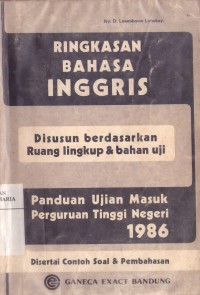 RINGKASAN
BAHASA
INGGRIS
Disusun berdasarkan
Ruang lingkup & bahan uji
Panduan Ujian Masuk
Perguruan Tinggi Negeri
1986
Disertai Contoh Soal & Pembahasan
GANECA EXACT BANDUNG